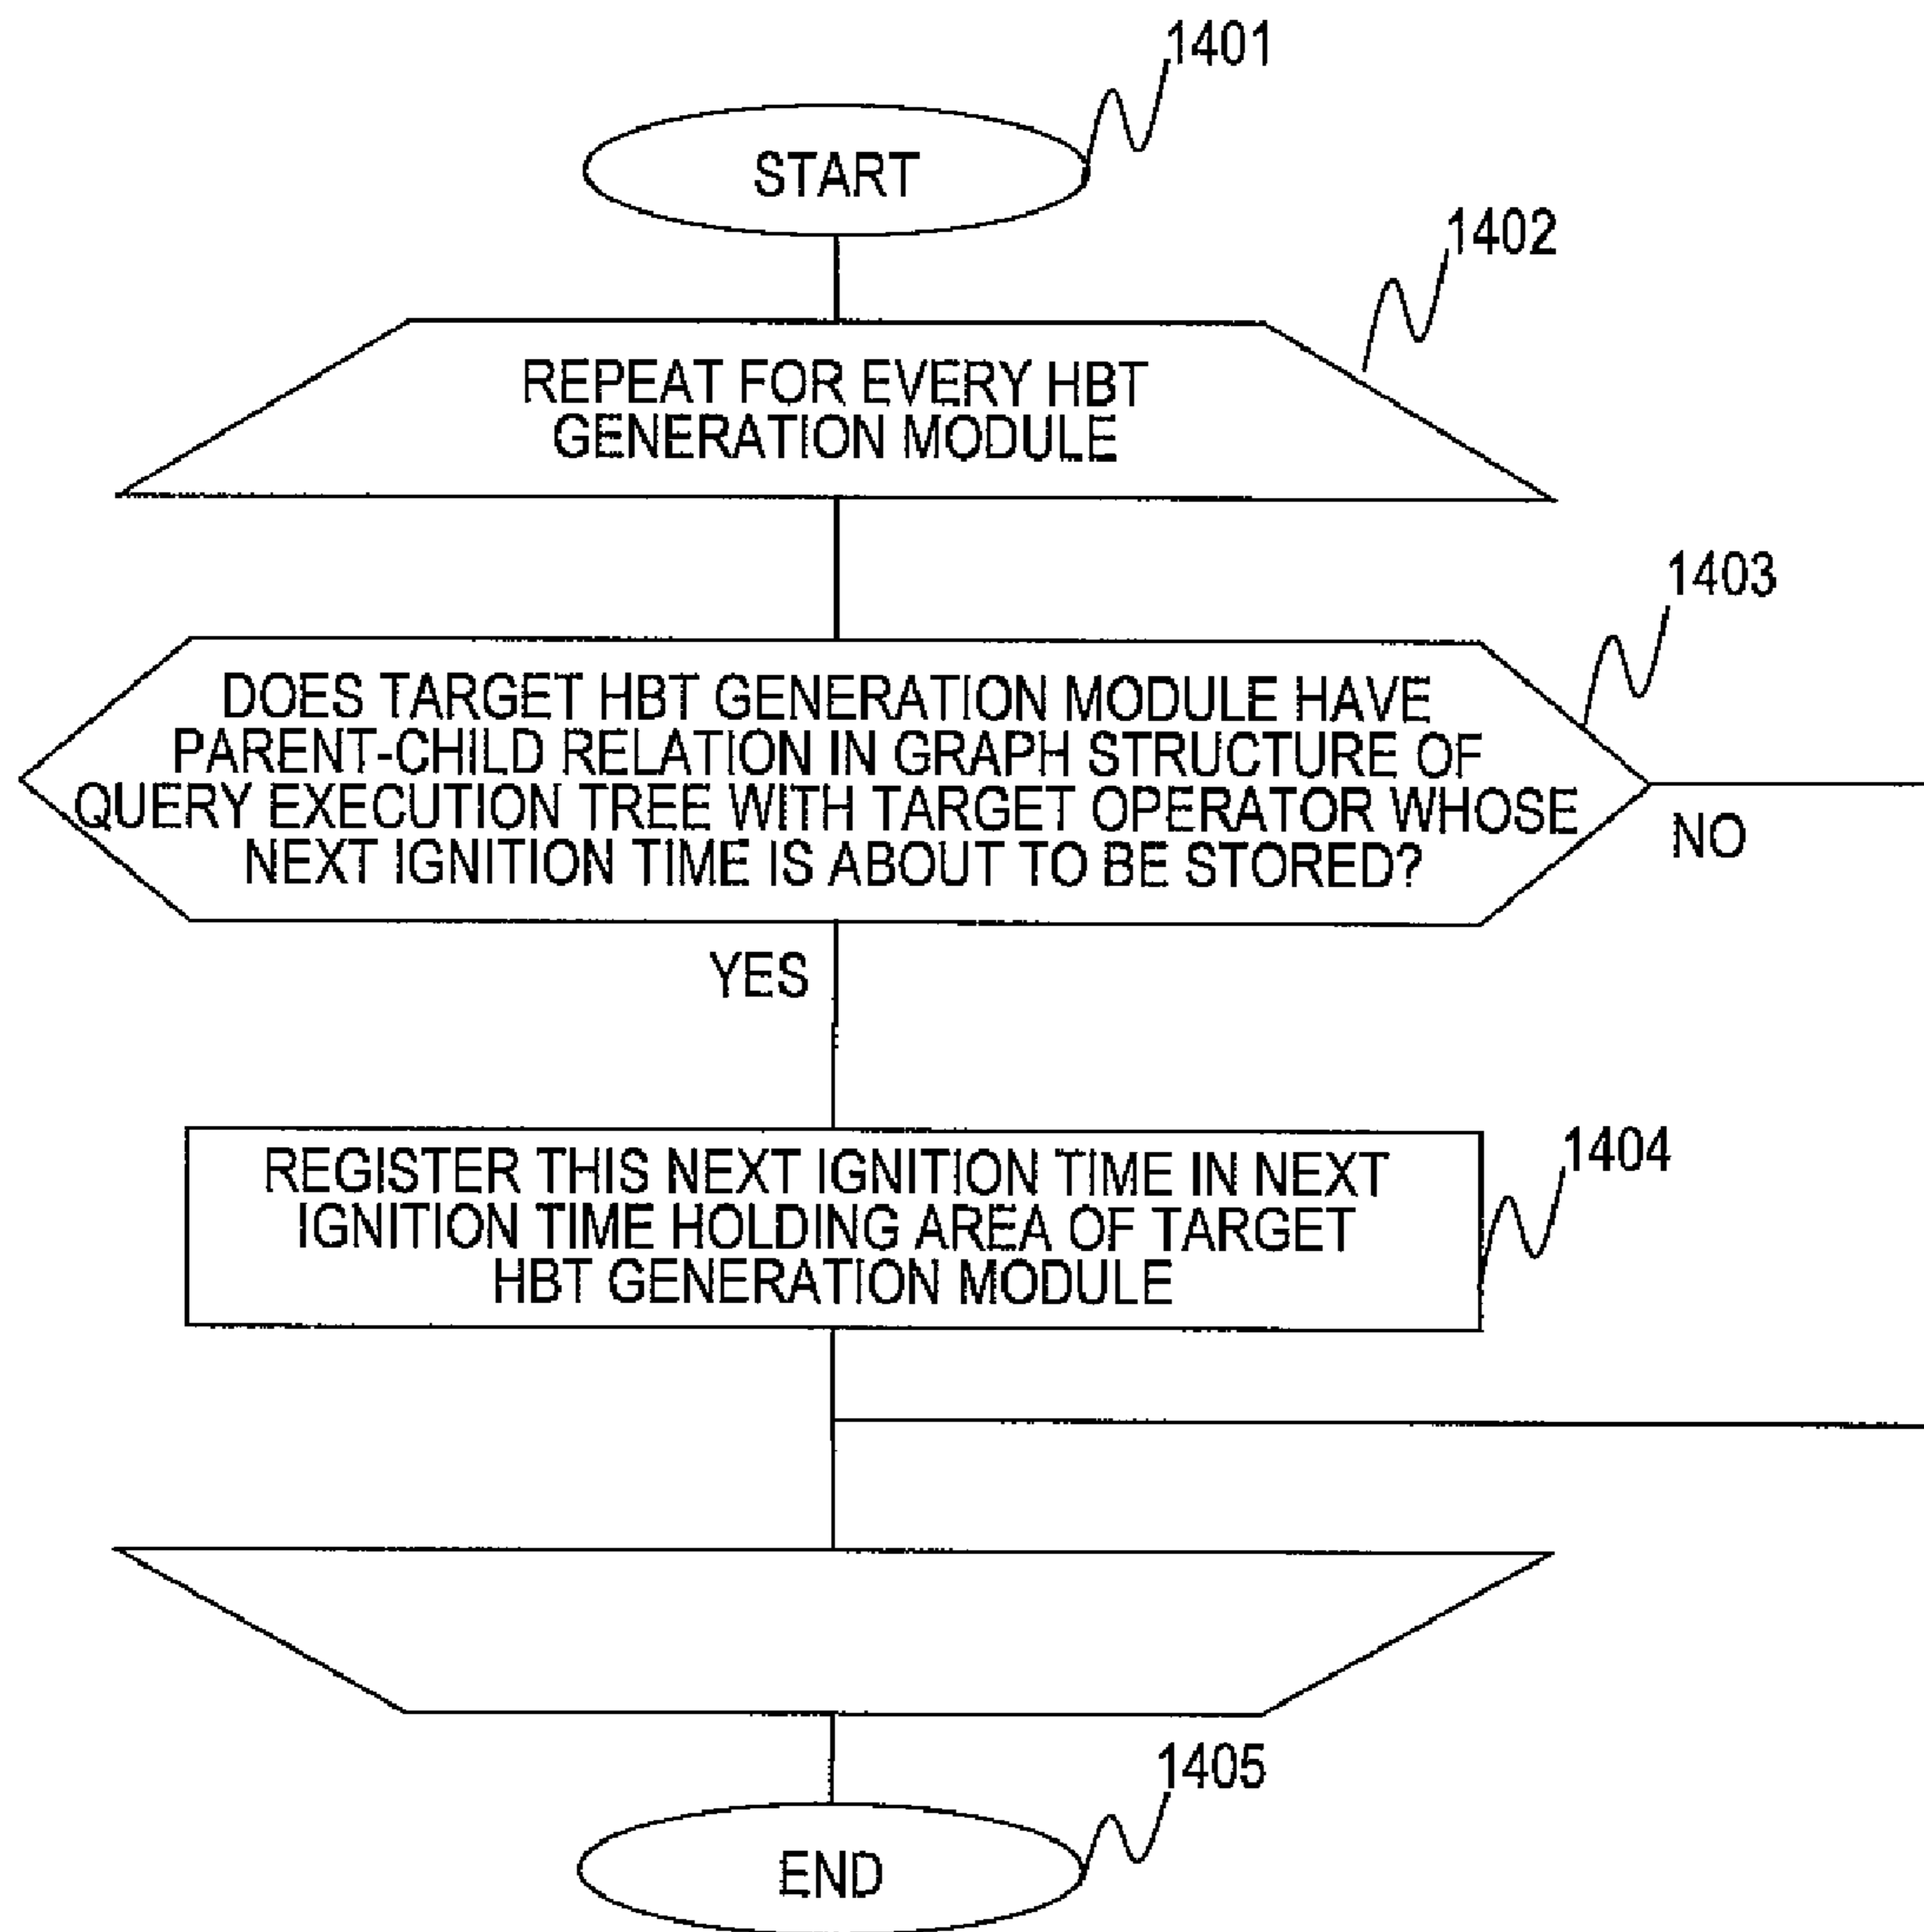 1401
START
1402
REPEAT FOR EVERY HBT
GENERATION MODULE
1403
DOES TARGET HBT GENERATION MODULE HAVE
PARENT-CHILD RELATION IN GRAPH STRUCTURE OF
QUERY EXECUTION TREE WITH TARGET OPERATOR WHOSE
NEXT IGNITION TIME IS ABOUT TO BE STORED?
NO
YES
1404
REGISTER THIS NEXT IGNITION TIME IN NEXT
IGNITION TIME HOLDING AREA OF TARGET
HBT GENERATION MODULE
1405
END